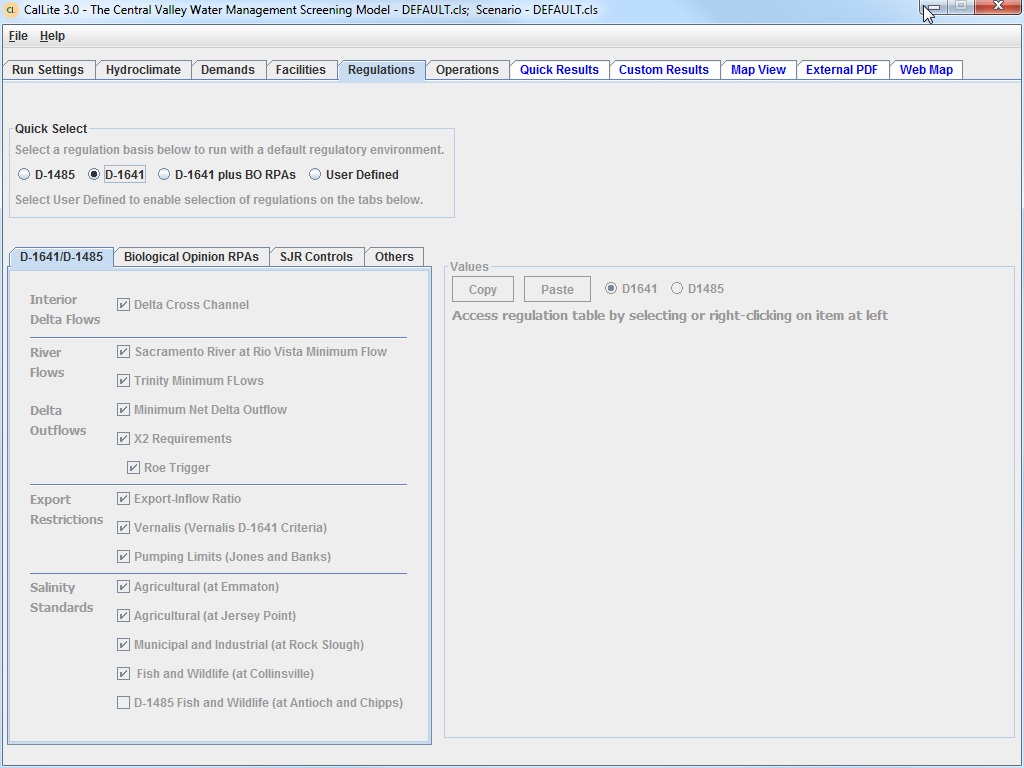 CL CalLite 3.0 - The Central Valley Water Management Screening Model - DEFAULT.cls;  Scenario - DEFAULT.cls
File Help
Run Settings Hydroclimate Demands Facilities Regulations Operations Quick Results Custom Results Map View External PDF Web Map
Quick Select
Select a regulation basis below to run with a default regulatory environment.
D-1485 D-1641 D-1641 plus BO RPAs User Defined
Select User Defined to enable selection of regulations on the tabs below.
D-1641/D-1485 Biological Opinion RPAs SJR Controls Others
Interior
Delta Flows
Delta Cross Channel
River
Flows
Sacramento River at Rio Vista Minimum Flow
Trinity Minimum FLows
Delta
Outflows
Minimum Net Delta Outflow
X2 Requirements
Roe Trigger
Export
Restrictions
Export-Inflow Ratio
Vernalis (Vernalis D-1641 Criteria)
Pumping Limits (Jones and Banks)
Salinity
Standards
Agricultural (at Emmaton)
Agricultural (at Jersey Point)
Municipal and Industrial (at Rock Slough)
Fish and Wildlife (at Collinsville)
D-1485 Fish and Wildlife (at Antioch and Chipps)
Values
Copy Paste D1641 D1485
Access regulation table by selecting or right-clicking on item at left